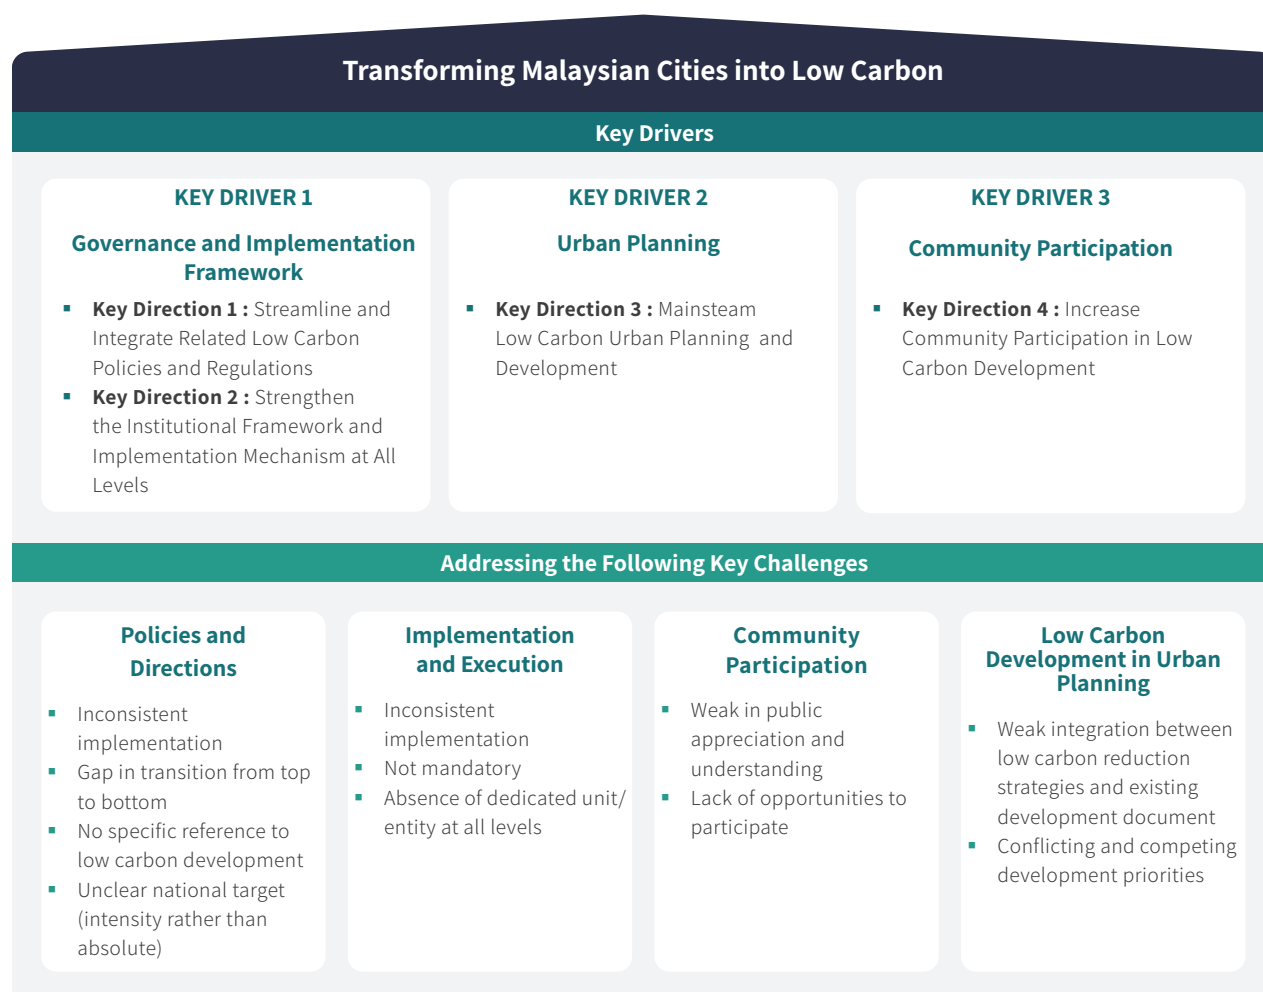 Transforming Malaysian Cities into Low Carbon
Key Drivers
KEY DRIVER 1
Governance and Implementation
Framework
▪ Key Direction 1 : Streamline and
Integrate Related Low Carbon
Policies and Regulations
▪ Key Direction 2 : Strengthen
the Institutional Framework and
Implementation Mechanism at All
Levels
KEY DRIVER 2
Urban Planning
▪ Key Direction 3 : Mainsteam
Low Carbon Urban Planning and
Development
KEY DRIVER 3
Community Participation
▪ Key Direction 4 : Increase
Community Participation in Low
Carbon Development
Addressing the Following Key Challenges
Policies and
Directions
▪ Inconsistent
implementation
▪ Gap in transition from top
to bottom
▪ No specific reference to
low carbon development
▪ Unclear national target
(intensity rather than
absolute)
Implementation
and Execution
▪ Inconsistent
implementation
▪ Not mandatory
▪ Absence of dedicated unit/
entity at all levels
Community
Participation
▪ Weak in public
appreciation and
understanding
▪ Lack of opportunities to
participate
Low Carbon
Development in Urban
Planning
▪ Weak integration between
low carbon reduction
strategies and existing
development document
▪ Conflicting and competing
development priorities